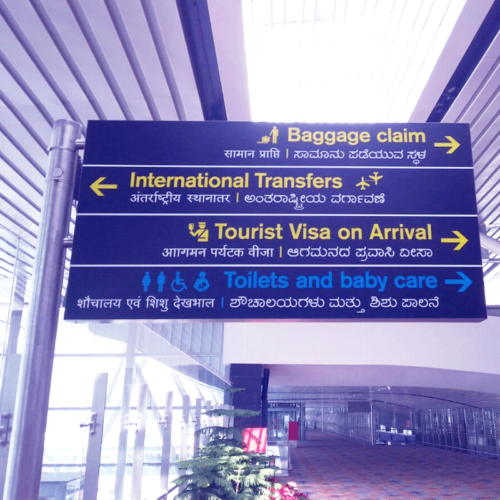 Baggage claim
सामान प्राप्ति | ಸಾಮಾನು ಪಡೆಯುವ ಸ್ಥಳ
International Transfers
अंतर्राष्ट्रीय स्थानातर | ಅಂತರಾಷ್ಟ್ರೀಯ ವರ್ಗಾವಣೆ
Tourist Visa on Arrival
आागमन पर्यटक वीजा | ಆಗಮನದ ಪ್ರವಾಸಿ ವೀಸಾ
Toilets and baby care
शौचालय एवं शिशु देखभाल | ಶೌಚಾಲಯಗಳು ಮತ್ತು ಶಿಶು ಪಾಲನೆ